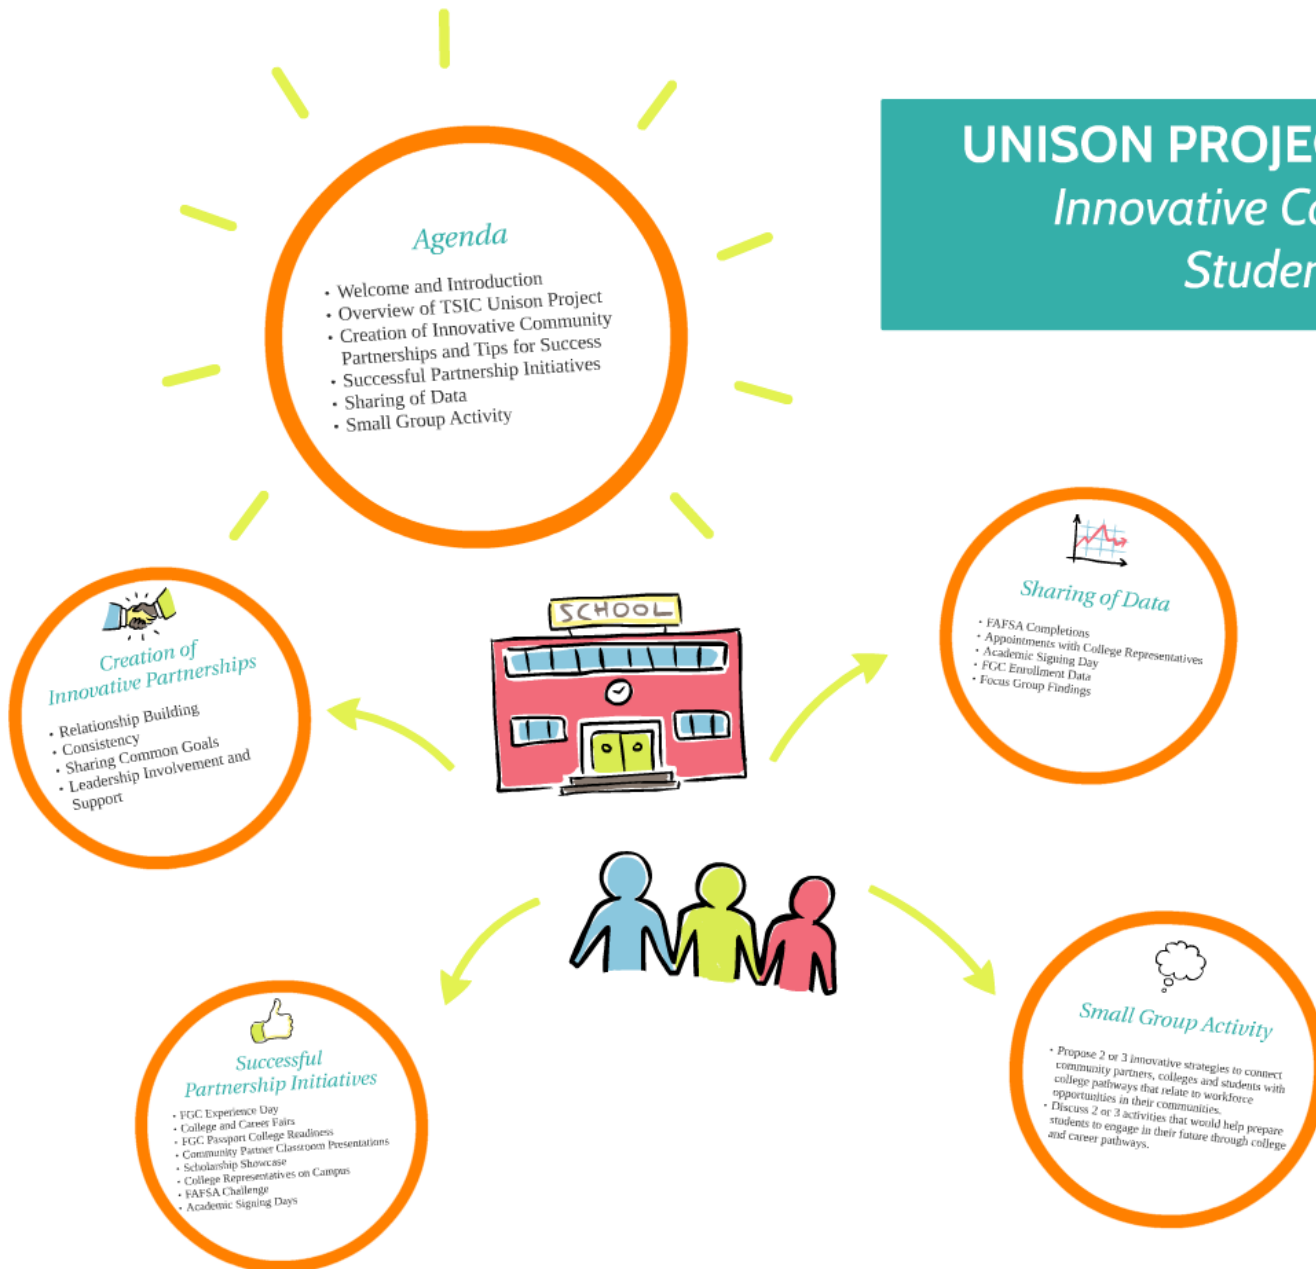 UNISON PROJE
Innovative Co
Studen
Agenda
• Welcome and Introduction
• Overview of TSIC Unison Project
• Creation of Innovative Community
Partnerships and Tips for Success
• Successful Partnership Initiatives
• Sharing of Data
• Small Group Activity
Creation of
Innovative Partnerships
• Relationship Building
• Consistency
• Sharing Common Goals
• Leadership Involvement and
Support
SCHOOL
Sharing of Data
• FAFSA Completions
• Appointments with College Representatives
• Academic Signing Day
• FGC Enrollment Data
• Focus Group Findings
Successful
Partnership Initiatives
• FGC Experience Day
• College and Career Fairs
• FGC Passport College Readiness
• Community Partner Classroom Presentations
• Scholarship Showcase
• College Representatives on Campus
• FAFSA Challenge
• Academic Signing Days
Small Group Activity
• Propose 2 or 3 innovative strategies to connect
community partners, colleges and students with
college pathways that relate to workforce
opportunities in their communities.
• Discuss 2 or 3 activities that would help prepare
students to engage in their future through college
and career pathways.